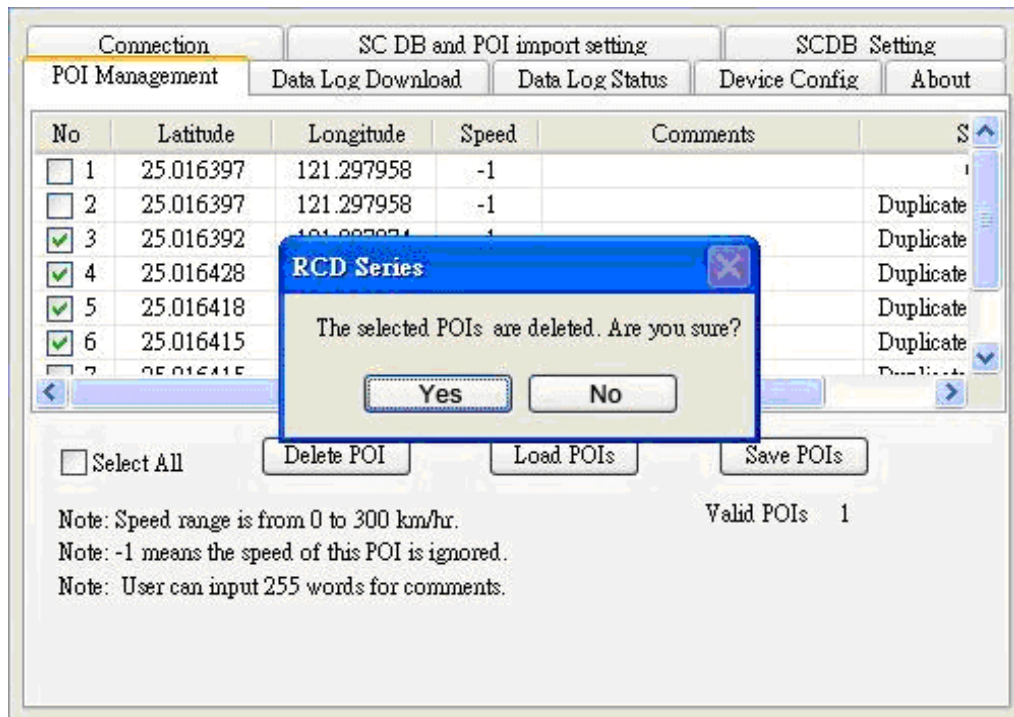 Connection SC DB and POI import setting SCDB Setting
POI Management Data Log Download Data Log Status Device Config About
No Latitude Longitude Speed Comments S
1 25.016397 121.297958 -1
2 25.016397 121.297958 -1 Duplicate
3 25.016392 Duplicate
RCD Series
4 25.016428 Duplicate
5 25.016418 Duplicate
The selected POIs are deleted. Are you sure?
6 25.016415 Duplicate
Yes No
Select All Delete POI Load POIs Save POIs
Note: Speed range is from 0 to 300 km/hr. Valid POIs 1
Note: -1 means the speed of this POI is ignored.
Note: User can input 255 words for comments.